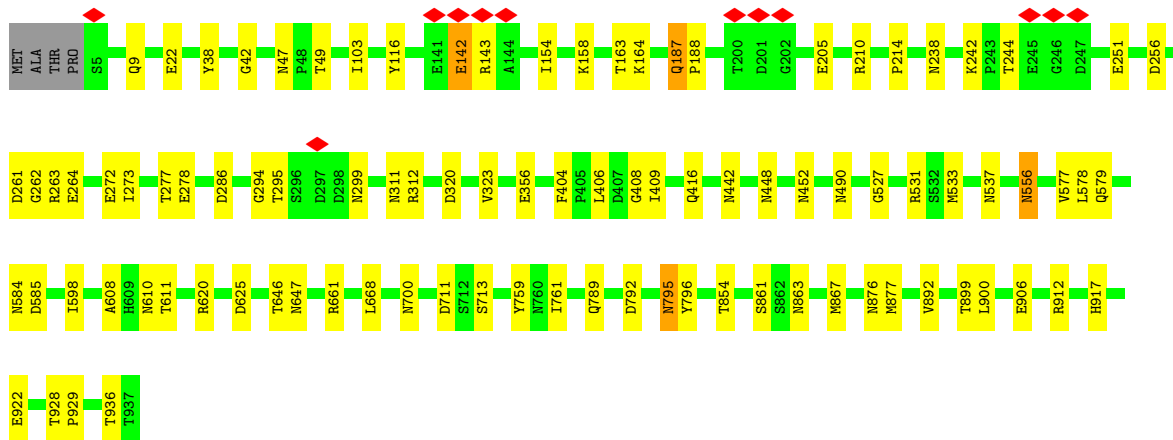 MET ALA THR PRO S5 Q9 E22 Y38 G42 N47 P48 T49 I103 Y116 E141 E142 R143 A144 I154 K158 T163 K164 Q187 P188 T200 D201 G202 E205 R210 P214 N238 K242 P243 T244 E245 G246 D247 E251 D256
D261 G262 R263 E264 E272 I273 T277 E278 D286 G294 T295 S296 D297 D298 N299 N311 R312 D320 V323 E356 F404 P405 L406 D407 G408 I409 Q416 N442 N448 N452 N490 G527 R531 S532 M533 N537 N556 V577 L578 Q579
N584 D585 I598 A608 H609 N610 T611 R620 D625 T646 N647 R661 L668 N700 D711 S712 S713 Y759 N760 I761 Q789 D792 N795 Y796 T854 S861 S862 N863 M867 N876 M877 V892 T899 L900 E906 R912 H917
E922 T928 P929 T936 T937